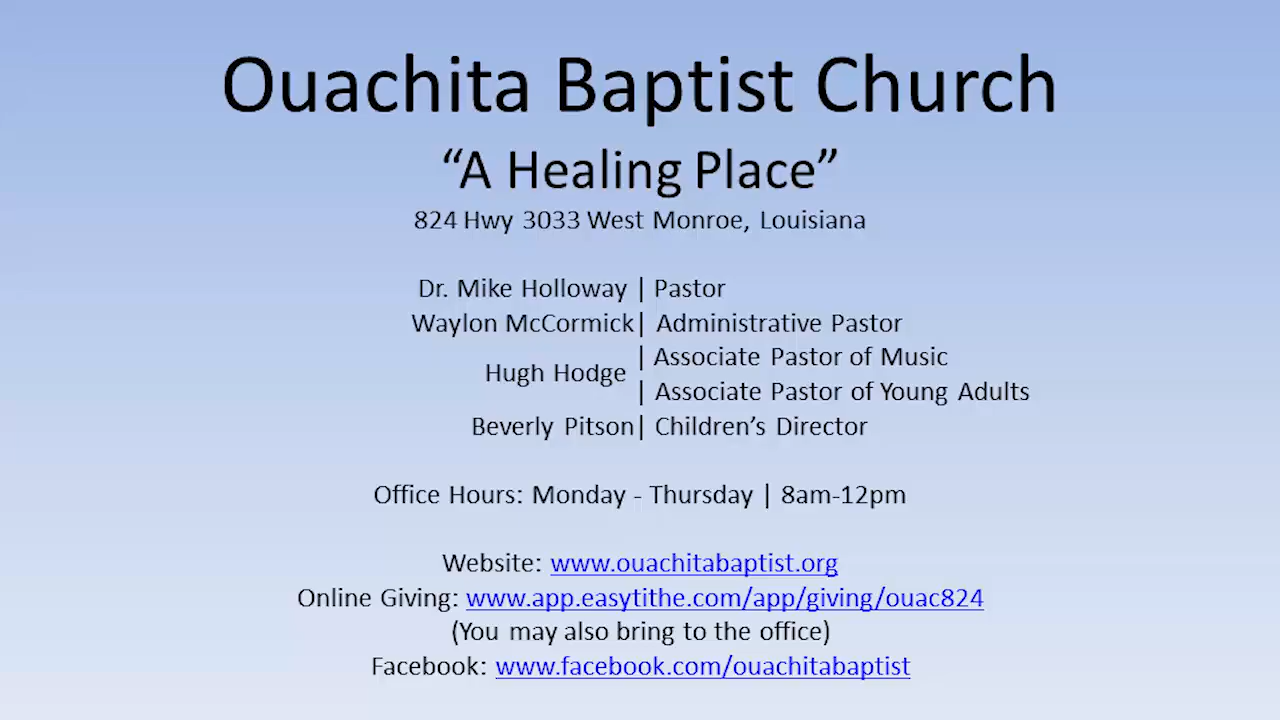 Ouachita Baptist Church
“A Healing Place”
824 Hwy 3033 West Monroe, Louisiana
Dr. Mike Holloway | Pastor
Waylon McCormick| Administrative Pastor
| Associate Pastor of Music
Hugh Hodge
| Associate Pastor of Young Adults
Beverly Pitson| Children’s Director
Office Hours: Monday - Thursday | 8am-12pm
Website: www.ouachitabaptist.org
Online Giving: www.app.easytithe.com/app/giving/ouac824
(You may also bring to the office)
Facebook: www.facebook.com/ouachitabaptist